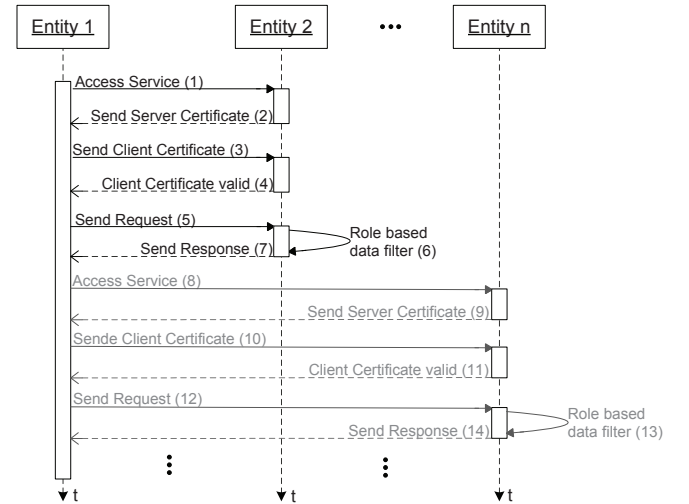 Entity 1
Entity 2
Entity n
Access Service (1)
Send Server Certificate (2)
Send Client Certificate (3)
Client Certificate valid (4)
Send Request (5)
Role based
data filter (6)
Send Response (7)
Access Service (8)
Send Server Certificate (9)
Sende Client Certificate (10)
Client Certificate valid (11)
Send Request (12)
Role based
data filter (13)
Send Response (14)
t
t
t